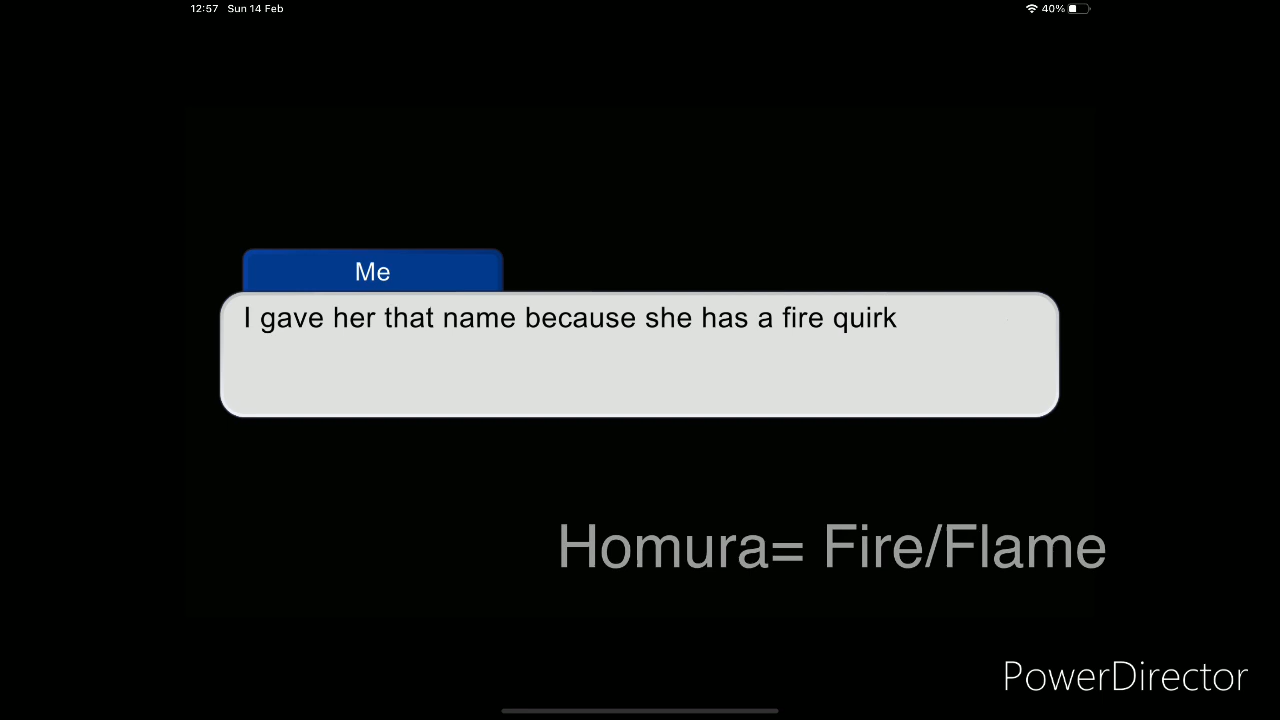 12:57 Sun 14 Feb 40%
Me
I gave her that name because she has a fire quirk
Homura= Fire/Flame
PowerDirector